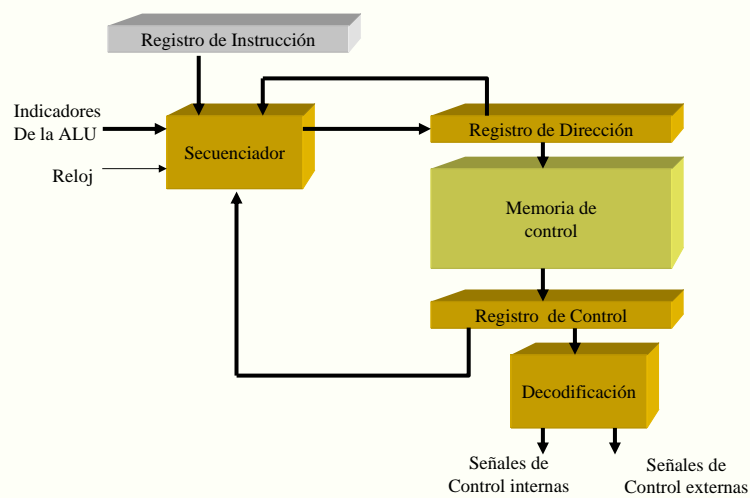 Registro de Instrucción
Indicadores
De la ALU
Reloj
Secuenciador
Registro de Dirección
Memoria de
control
Registro de Control
Decodificación
Señales de
Control internas
Señales de
Control externas